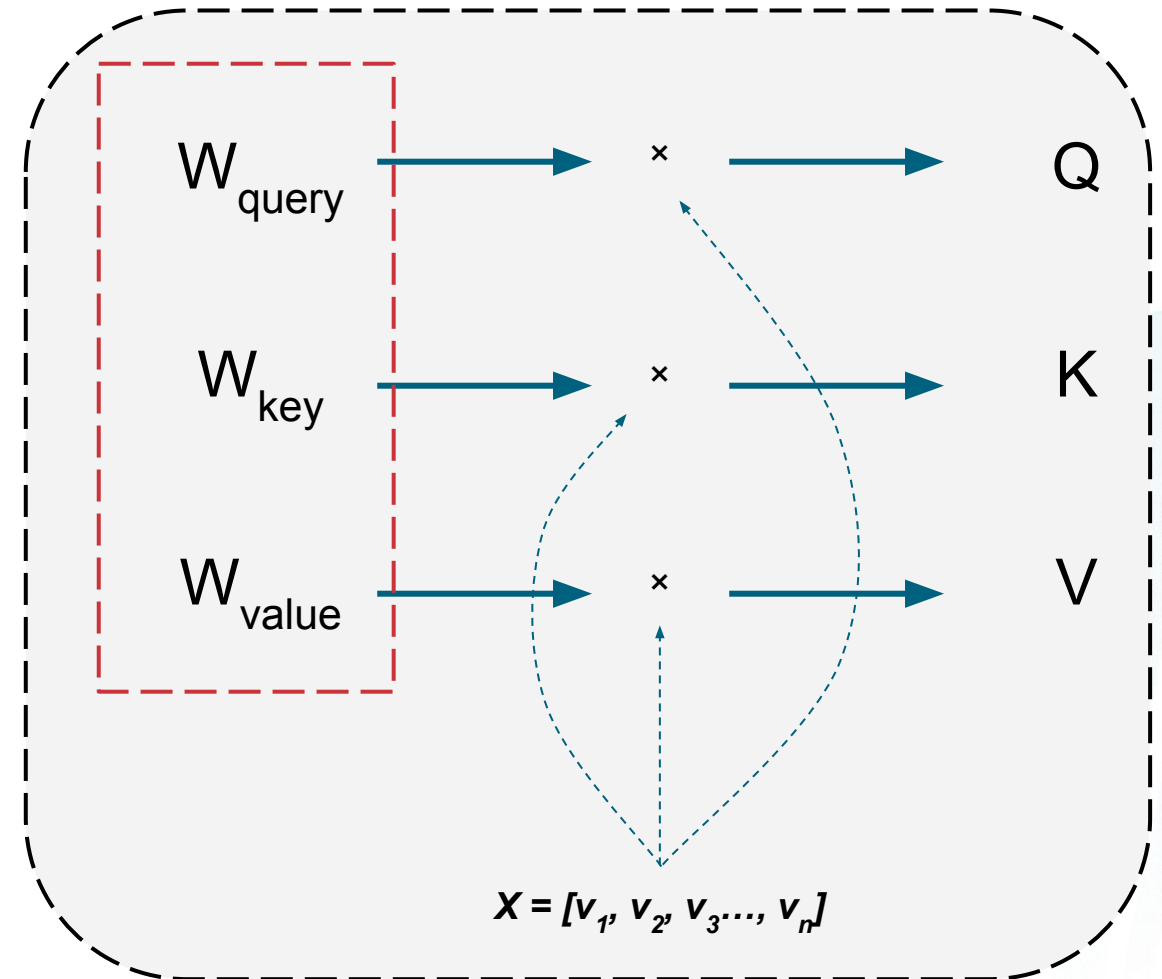 W_query × Q
W_key × K
W_value × V
X = [v_1, v_2, v_3..., v_n]